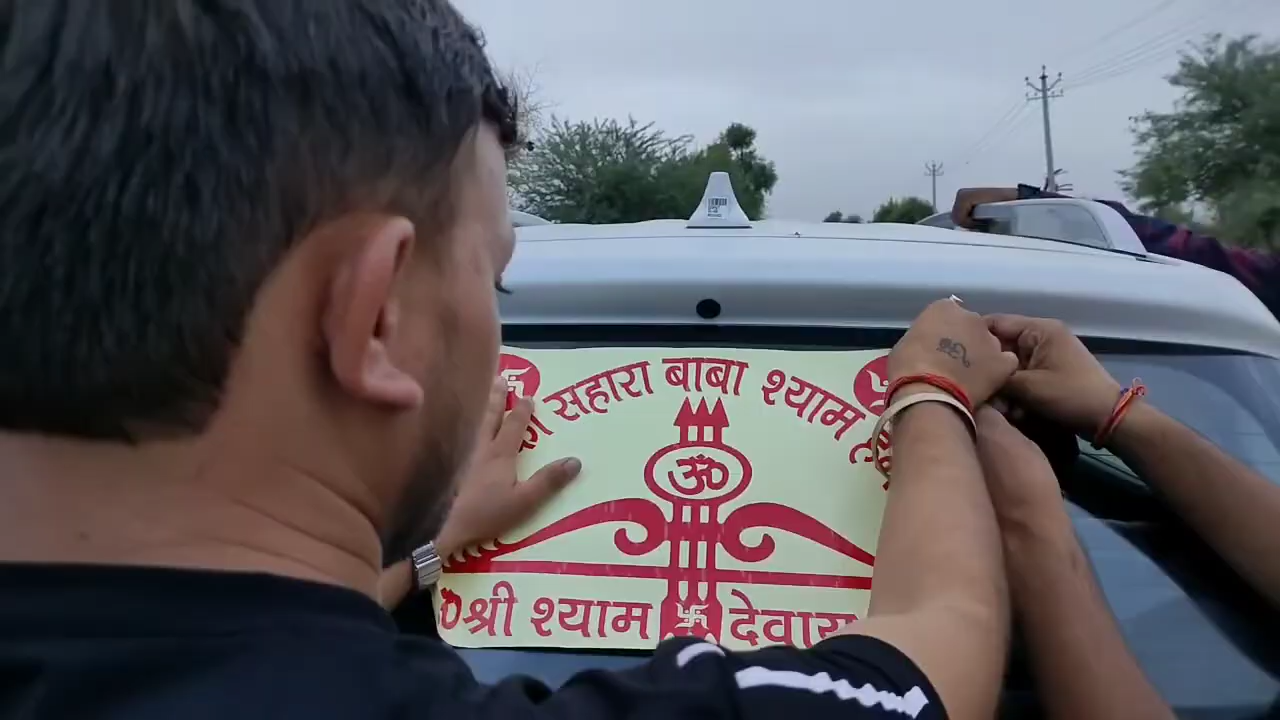 सहारा बाबा श्याम
ॐ
श्री श्याम देवाय